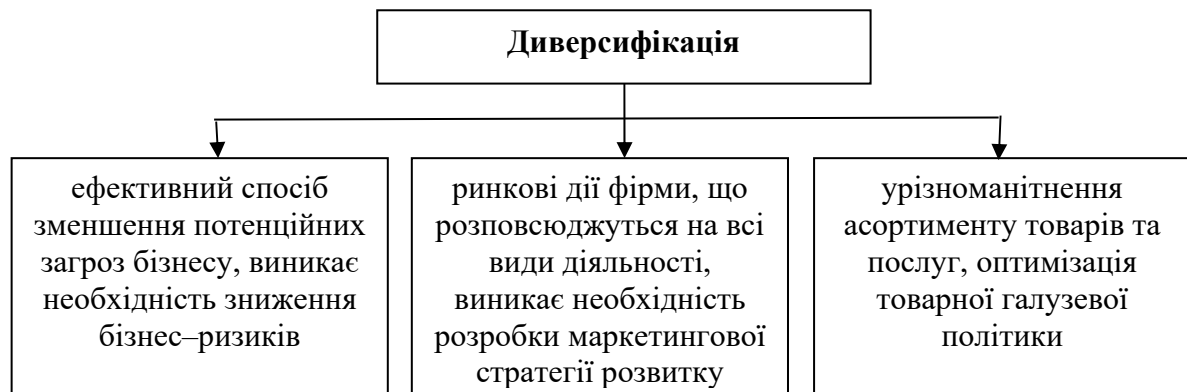 Диверсифікація
ефективний спосіб
зменшення потенційних
загроз бізнесу, виникає
необхідність зниження
бізнес–ризиків
ринкові дії фірми, що
розповсюджуться на всі
види діяльності,
виникає необхідність
розробки маркетингової
стратегії розвитку
урізноманітнення
асортименту товарів та
послуг, оптимізація
товарної галузевої
політики